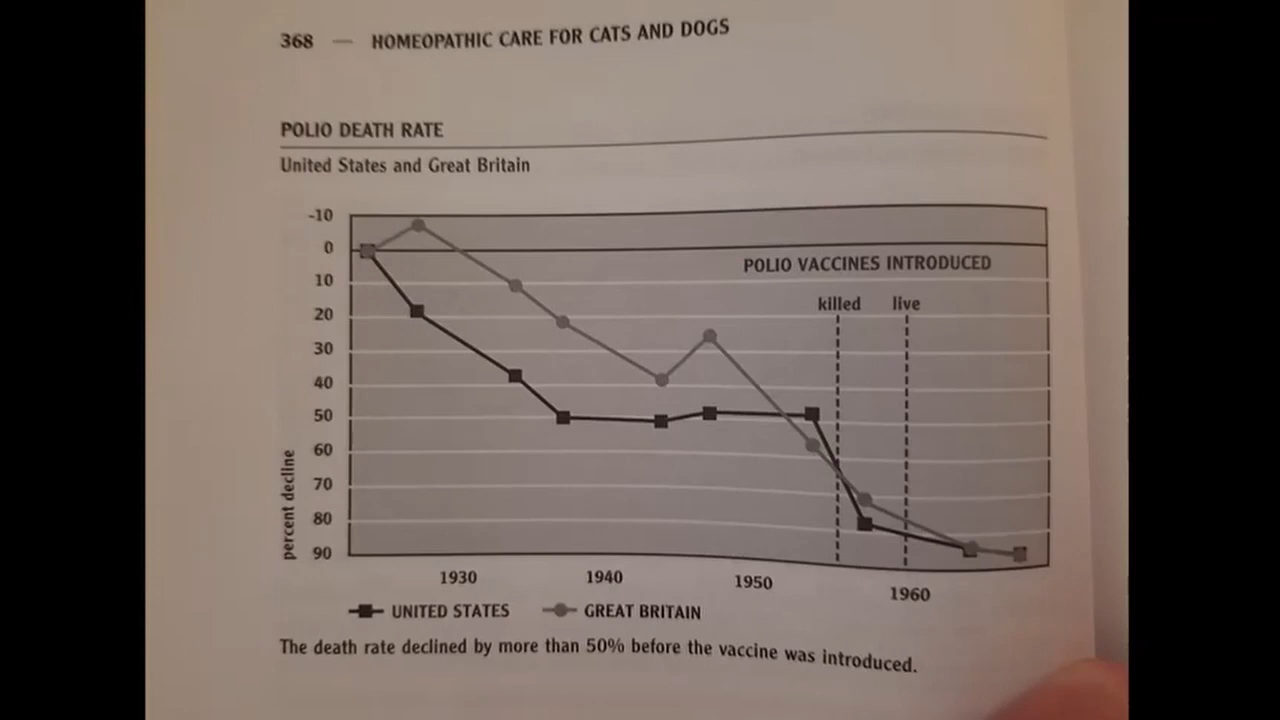 368 — HOMEOPATHIC CARE FOR CATS AND DOGS
POLIO DEATH RATE
United States and Great Britain
-10
0
POLIO VACCINES INTRODUCED
10
killed live
20
30
40
50
60
70
80
90
percent decline
1930 1940 1950 1960
UNITED STATES GREAT BRITAIN
The death rate declined by more than 50% before the vaccine was introduced.